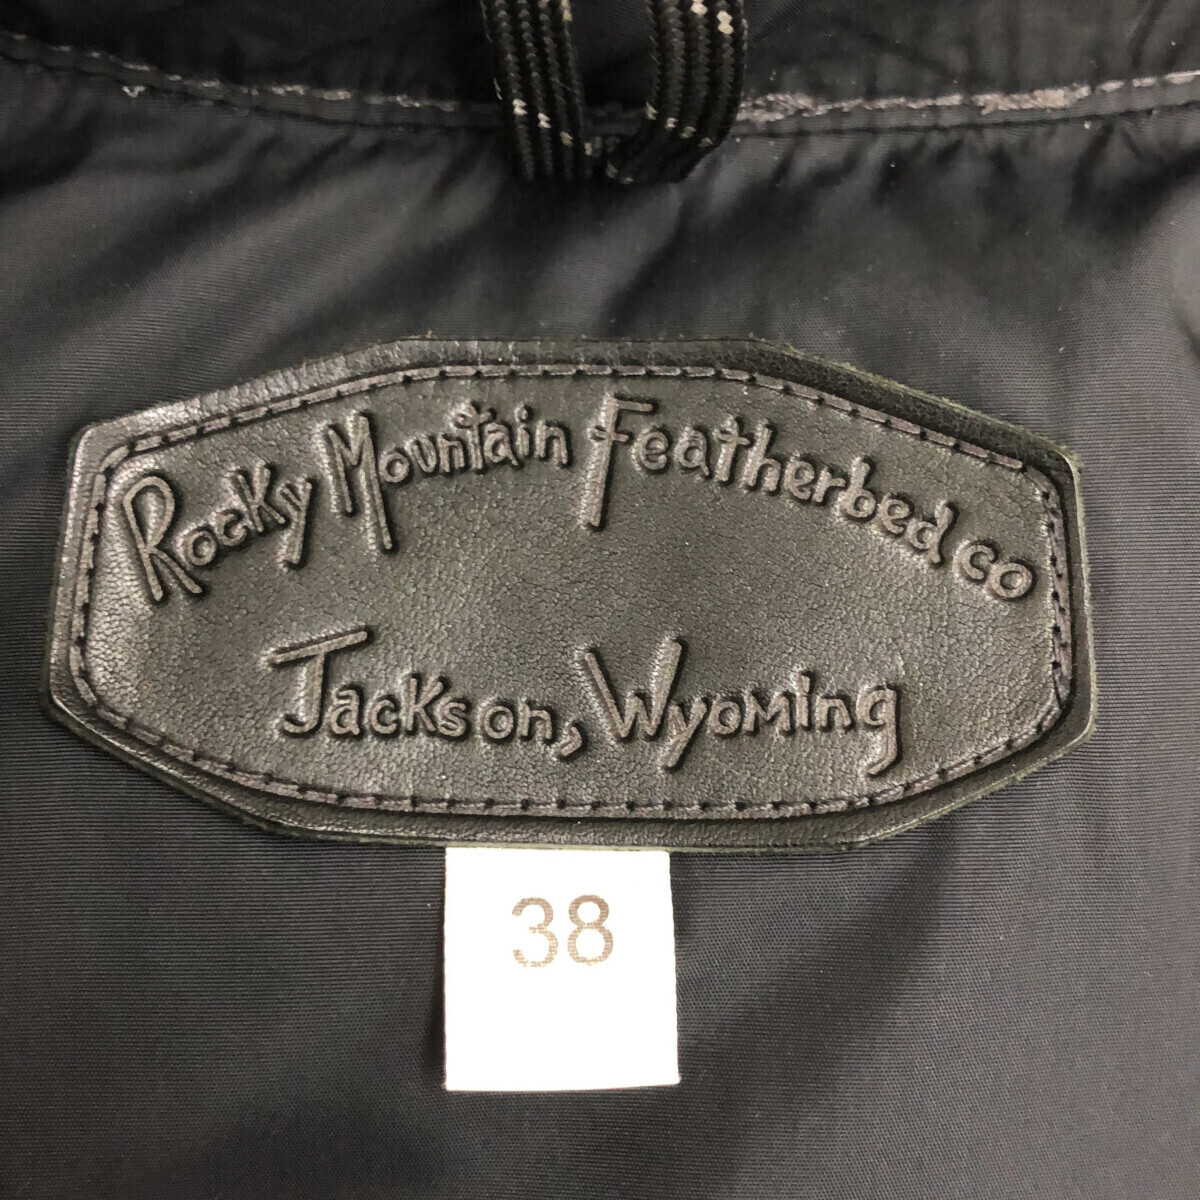 Rocky Mountain Featherbed co
Jackson, Wyoming
38